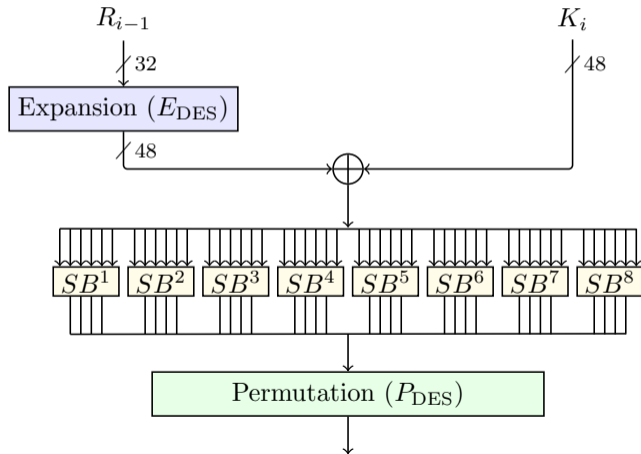 R_{i−1} K_i
32 48
Expansion (E_DES)
48
SB^1 SB^2 SB^3 SB^4 SB^5 SB^6 SB^7 SB^8
Permutation (P_DES)